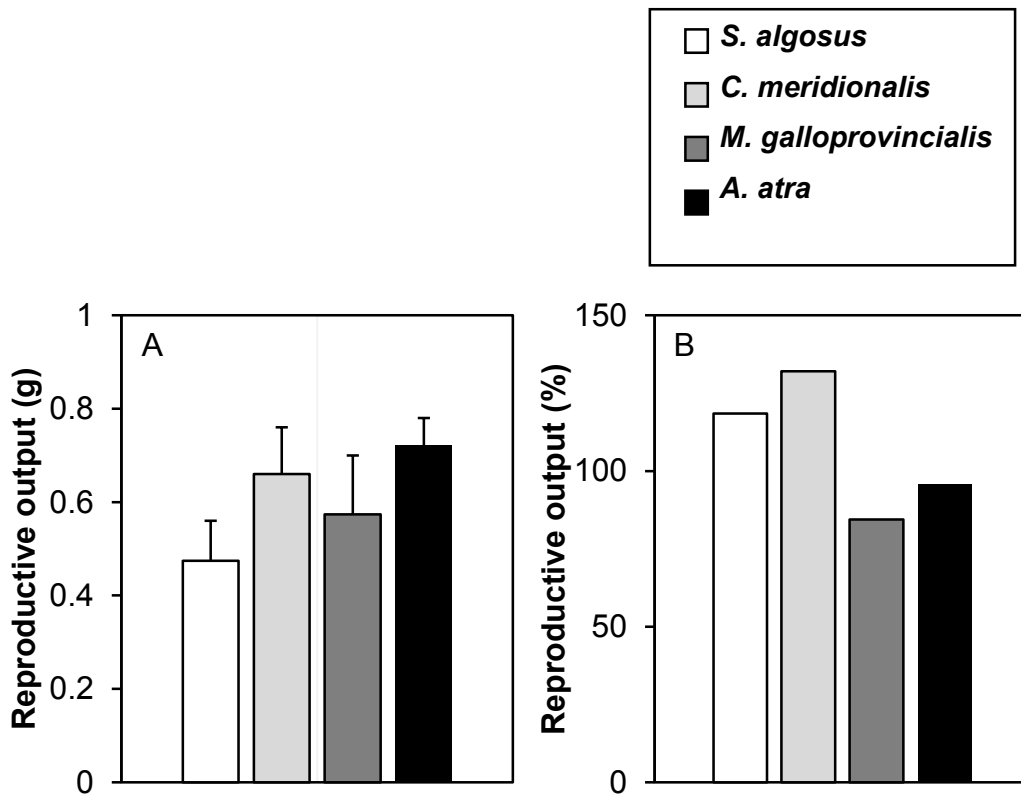 S. algosus
C. meridionalis
M. galloprovincialis
A. atra
A
Reproductive output (g)
1
0.8
0.6
0.4
0.2
0
B
Reproductive output (%)
150
100
50
0